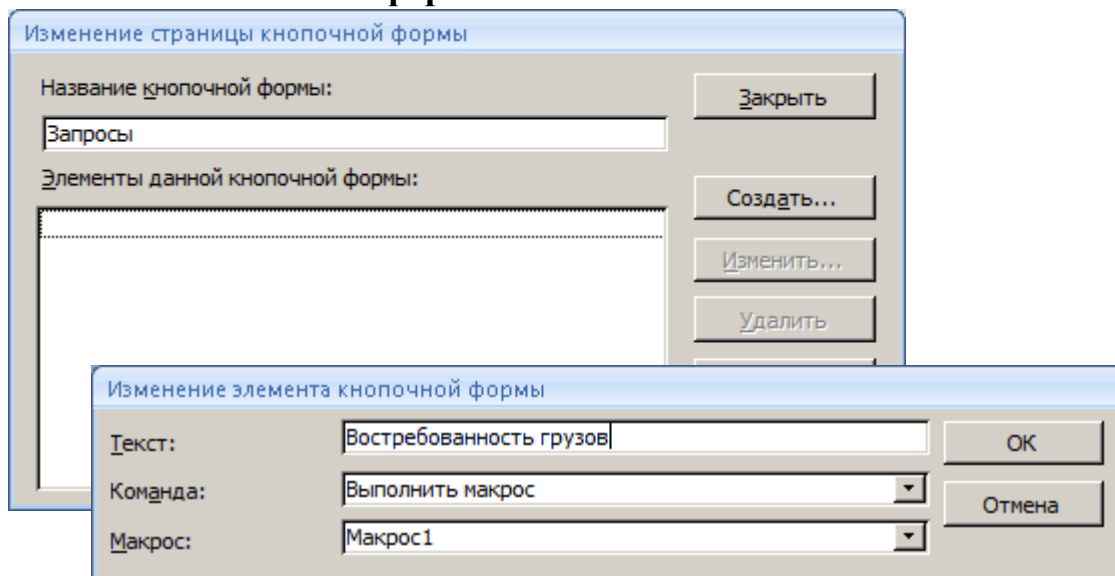 Изменение страницы кнопочной формы
Название кнопочной формы:
Закрыть
Запросы
Элементы данной кнопочной формы:
Создать...
Изменить...
Удалить
Изменение элемента кнопочной формы
Текст:
Востребованность грузов
ОК
Команда:
Выполнить макрос
Отмена
Макрос:
Макрос1